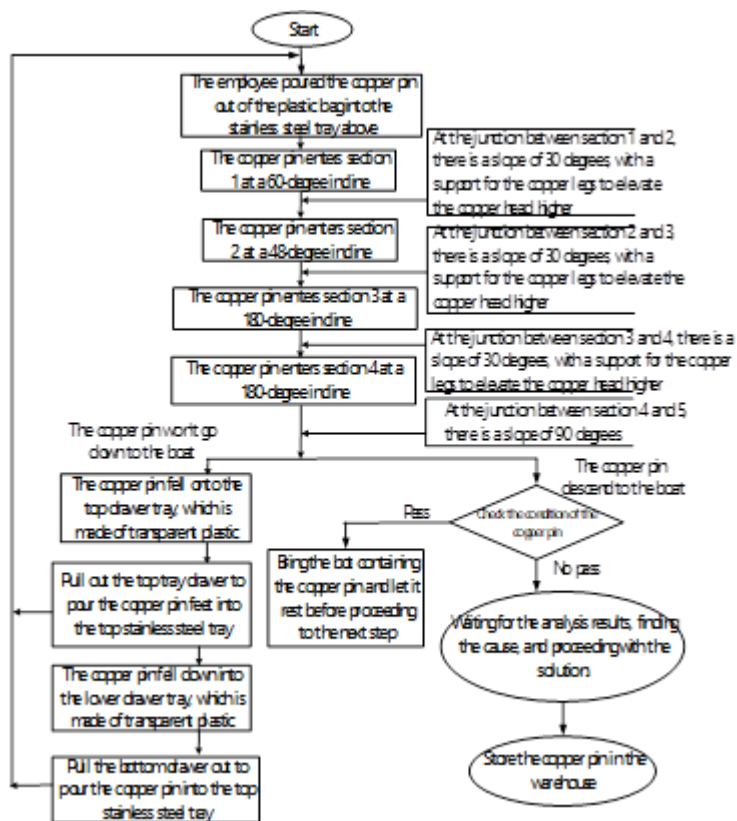 Start
The employee poured the copper pin
out of the plastic bag into the
stainless steel tray above
The copper pin enters section
1 at a 60-degree incline
At the junction between section 1 and 2,
there is a slope of 30 degrees, with a
support for the copper legs to elevate
the copper head higher
The copper pin enters section
2 at a 48-degree incline
At the junction between section 2 and 3,
there is a slope of 30 degrees, with a
support for the copper legs to elevate the
copper head higher
The copper pin enters section 3 at a
180-degree incline
At the junction between section 3 and 4, there is a
slope of 30 degrees, with a support for the copper
legs to elevate the copper head higher
The copper pin enters section 4 at a
180-degree incline
At the junction between section 4 and 5,
there is a slope of 90 degrees
The copper pin won't go
down to the boat
The copper pin
descend to the boat
The copper pin fell onto the
top drawer tray, which is
made of transparent plastic
Check the condition of the
copper pin
Pass
No pass
Bring the bot containing
the copper pin and let it
rest before proceeding
to the next step
Pull out the top tray drawer to
pour the copper pin feet into
the top stainless steel tray
Waiting for the analysis results, finding
the cause, and proceeding with the
solution.
The copper pin fell down into
the lower drawer tray, which is
made of transparent plastic
Store the copper pin in the
warehouse
Pull the bottom drawer out to
pour the copper pin into the top
stainless steel tray